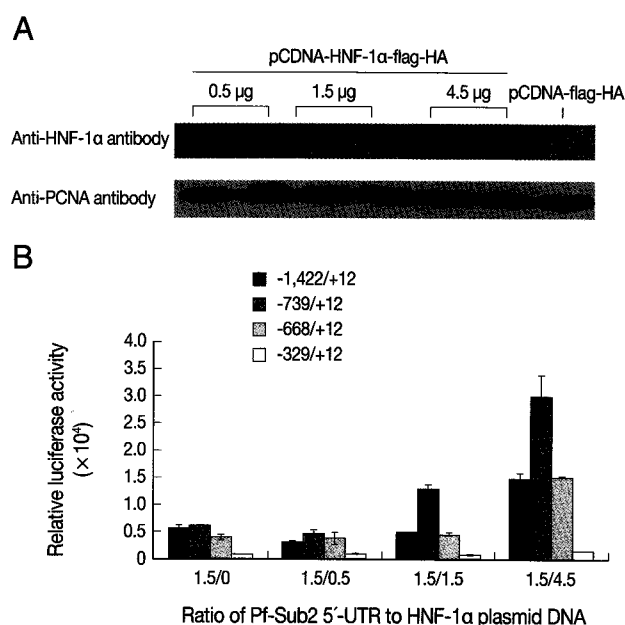 A
pCDNA-HNF-1α-flag-HA
0.5 µg 1.5 µg 4.5 µg pCDNA-flag-HA
Anti-HNF-1α antibody
Anti-PCNA antibody
B
-1,422/+12
-739/+12
-668/+12
-329/+12
Relative luciferase activity
(×10⁴)
4.0
3.5
3.0
2.5
2.0
1.5
1.0
0.5
0
1.5/0 1.5/0.5 1.5/1.5 1.5/4.5
Ratio of Pf-Sub2 5′-UTR to HNF-1α plasmid DNA